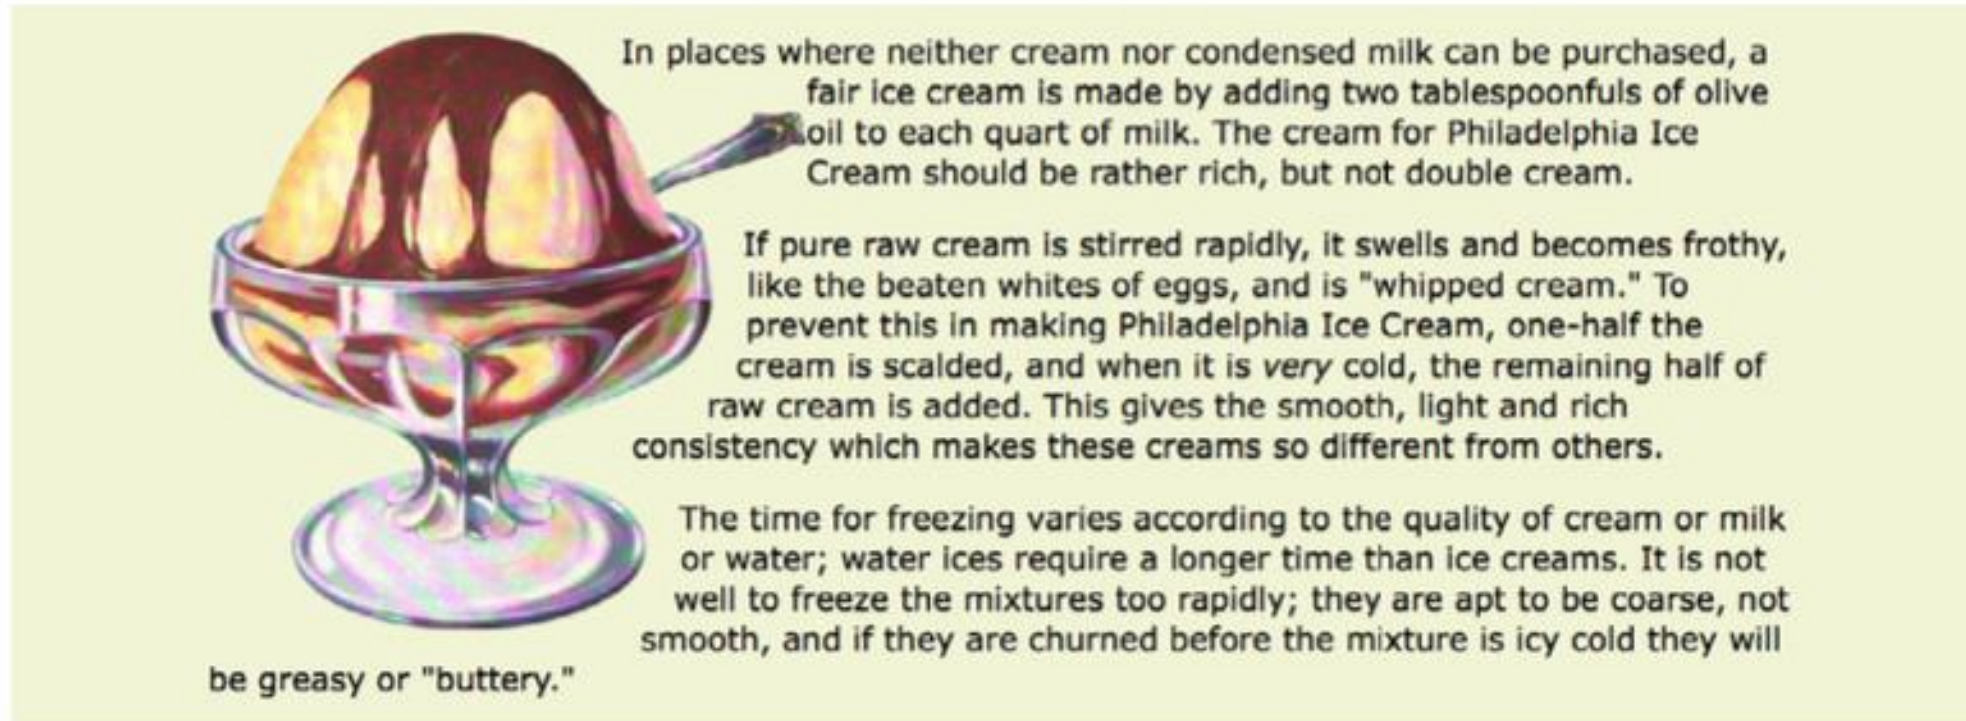 In places where neither cream nor condensed milk can be purchased, a
fair ice cream is made by adding two tablespoonfuls of olive
oil to each quart of milk. The cream for Philadelphia Ice
Cream should be rather rich, but not double cream.
If pure raw cream is stirred rapidly, it swells and becomes frothy,
like the beaten whites of eggs, and is "whipped cream." To
prevent this in making Philadelphia Ice Cream, one-half the
cream is scalded, and when it is very cold, the remaining half of
raw cream is added. This gives the smooth, light and rich
consistency which makes these creams so different from others.
The time for freezing varies according to the quality of cream or milk
or water; water ices require a longer time than ice creams. It is not
well to freeze the mixtures too rapidly; they are apt to be coarse, not
smooth, and if they are churned before the mixture is icy cold they will
be greasy or "buttery."